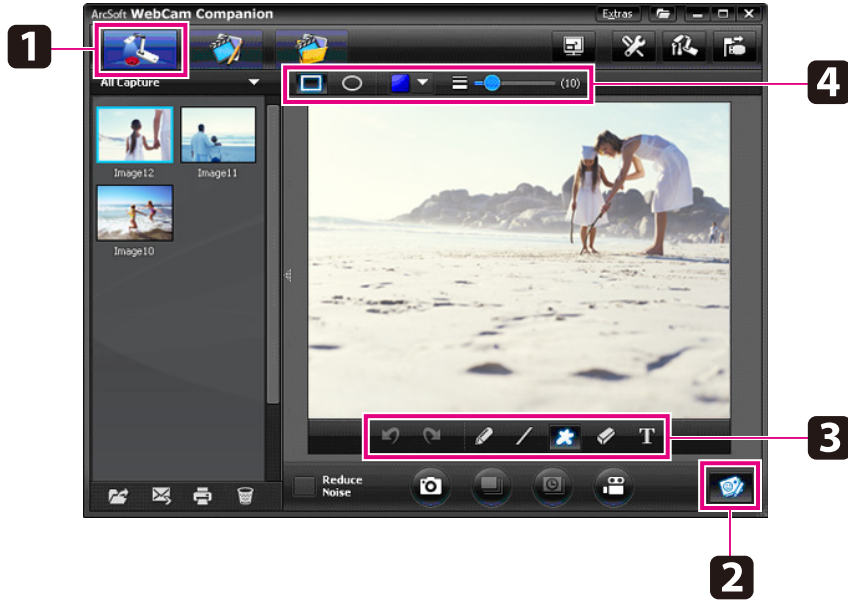 ArcSoft WebCam Companion
Extras
1
4
All Capture
(10)
Image12
Image11
Image10
T
3
Reduce
Noise
2